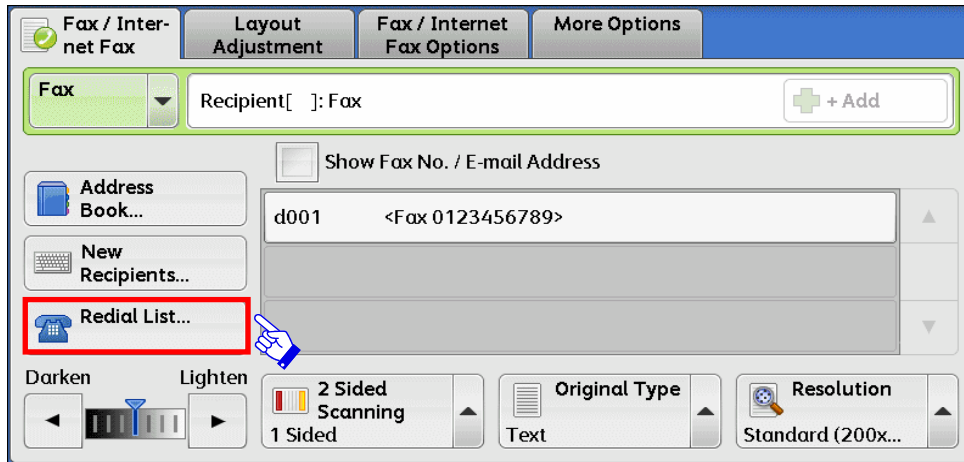 Fax / Inter-
net Fax
Layout
Adjustment
Fax / Internet
Fax Options
More Options
Fax
Recipient[   ]: Fax
+ Add
Show Fax No. / E-mail Address
Address
Book...
d001 <Fax 0123456789>
New
Recipients...
Redial List...
Darken Lighten
2 Sided
Scanning
1 Sided
Original Type
Text
Resolution
Standard (200x...